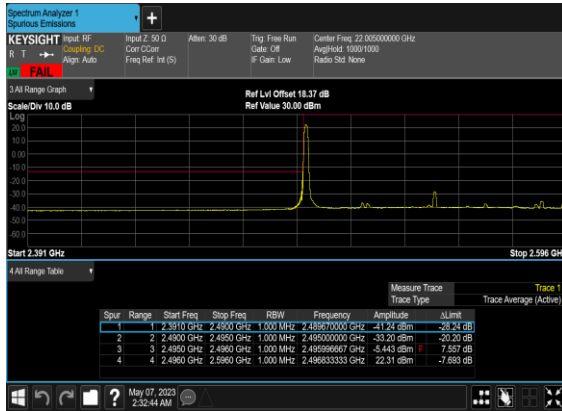 Spectrum Analyzer 1
Spurious Emissions
KEYSIGHT
R T
LV
FAIL
Input: RF
Coupling: DC
Align: Auto
Input Z: 50 Ω
Corr CCorr
Freq Ref: Int (S)
Atten: 30 dB
Trig: Free Run
Gate: Off
IF Gain: Low
Center Freq: 22.005000000 GHz
Avg|Hold: 1000/1000
Radio Std: None
3 All Range Graph
Scale/Div 10.0 dB
Ref Lvl Offset 18.37 dB
Ref Value 30.00 dBm
Log
20.0
10.0
0.00
-10.0
-20.0
-30.0
-40.0
-50.0
-60.0
Start 2.391 GHz
Stop 2.596 GH
4 All Range Table
Measure Trace Trace 1
Trace Type Trace Average (Active)
Spur Range Start Freq Stop Freq RBW Frequency Amplitude ΔLimit
1 1 2.3910 GHz 2.4900 GHz 1.000 MHz 2.489670000 GHz -41.24 dBm -28.24 dB
2 2 2.4900 GHz 2.4950 GHz 1.000 MHz 2.495000000 GHz -33.20 dBm -20.20 dB
3 3 2.4950 GHz 2.4960 GHz 1.000 MHz 2.495996667 GHz -5.443 dBm F 7.557 dB
4 4 2.4960 GHz 2.5960 GHz 1.000 MHz 2.496833333 GHz 22.31 dBm -7.693 dB
?
May 07, 2023
2:32:44 AM